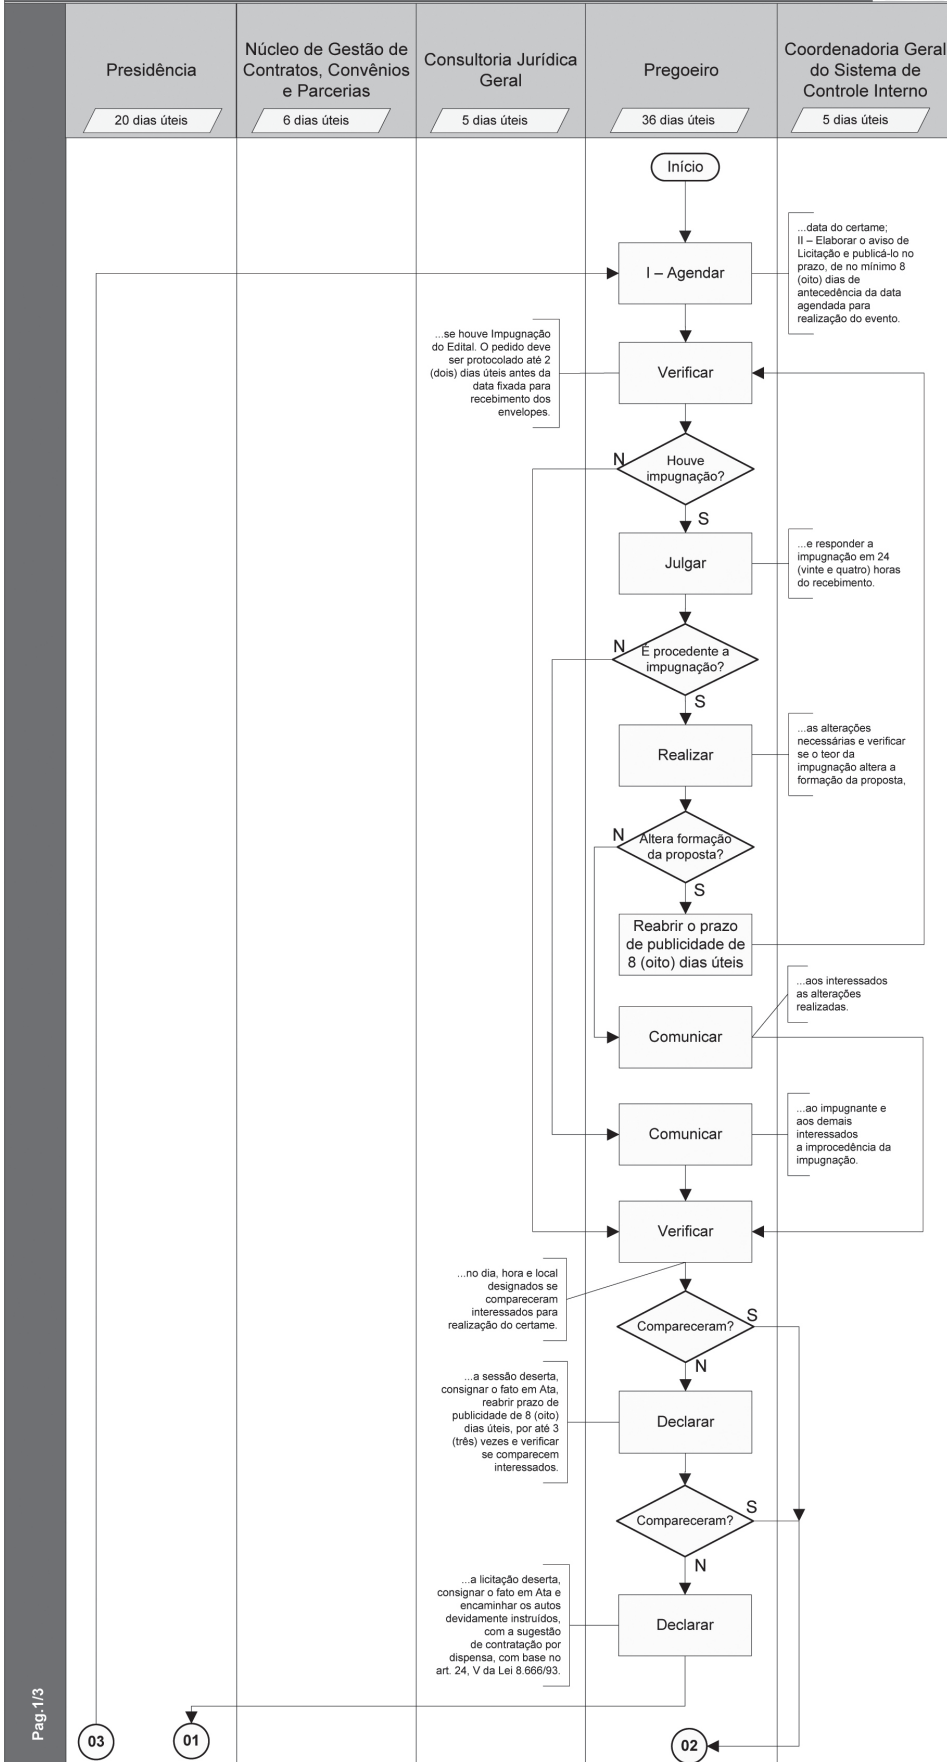 Presidência
20 dias úteis
Núcleo de Gestão de
Contratos, Convênios
e Parcerias
6 dias úteis
Consultoria Jurídica
Geral
5 dias úteis
Pregoeiro
36 dias úteis
Coordenadoria Geral
do Sistema de
Controle Interno
5 dias úteis
Início
I – Agendar
...data do certame;
II – Elaborar o aviso de
Licitação e publicá-lo no
prazo, de no mínimo 8
(oito) dias de
antecedência da data
agendada para
realização do evento.
...se houve Impugnação
do Edital. O pedido deve
ser protocolado até 2
(dois) dias úteis antes da
data fixada para
recebimento dos
envelopes.
Verificar
N
Houve
impugnação?
S
Julgar
...e responder a
impugnação em 24
(vinte e quatro) horas
do recebimento.
N
É procedente a
impugnação?
S
Realizar
...as alterações
necessárias e verificar
se o teor da
impugnação altera a
formação da proposta,
N
Altera formação
da proposta?
S
Reabrir o prazo
de publicidade de
8 (oito) dias úteis
...aos interessados
as alterações
realizadas.
Comunicar
Comunicar
...ao impugnante e
aos demais
interessados
a improcedência da
impugnação.
Verificar
...no dia, hora e local
designados se
compareceram
interessados para
realização do certame.
Compareceram?
S
N
...a sessão deserta,
consignar o fato em Ata,
reabrir prazo de
publicidade de 8 (oito)
dias úteis, por até 3
(três) vezes e verificar
se comparecem
interessados.
Declarar
Compareceram?
S
N
...a licitação deserta,
consignar o fato em Ata e
encaminhar os autos
devidamente instruídos,
com a sugestão
de contratação por
dispensa, com base no
art. 24, V da Lei 8.666/93.
Declarar
Pag.1/3
03
01
02